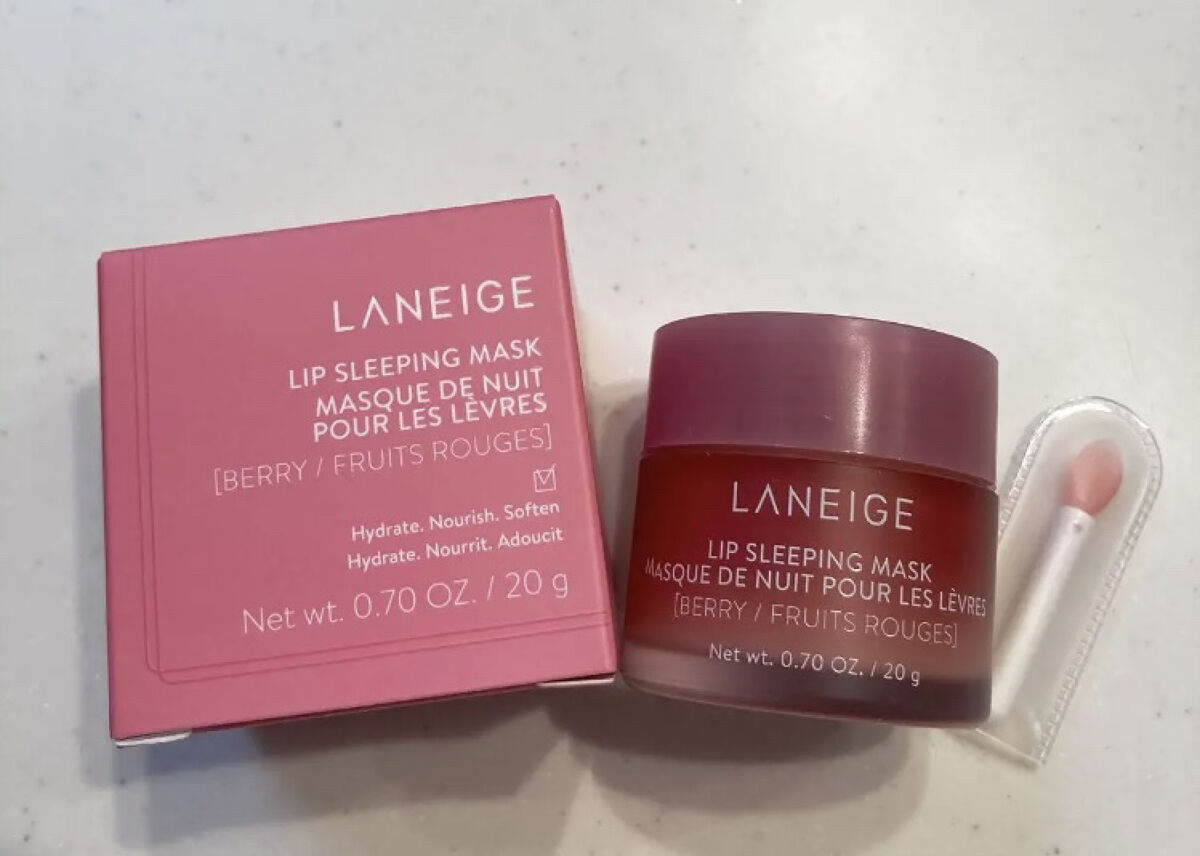 LANEIGE
LIP SLEEPING MASK
MASQUE DE NUIT
POUR LES LÈVRES
[BERRY / FRUITS ROUGES]
Hydrate. Nourish. Soften
Hydrate. Nourrit. Adoucit
Net wt. 0.70 OZ. / 20 g
LANEIGE
LIP SLEEPING MASK
MASQUE DE NUIT POUR LES LÈVRES
[BERRY / FRUITS ROUGES]
Net wt. 0.70 OZ. / 20 g